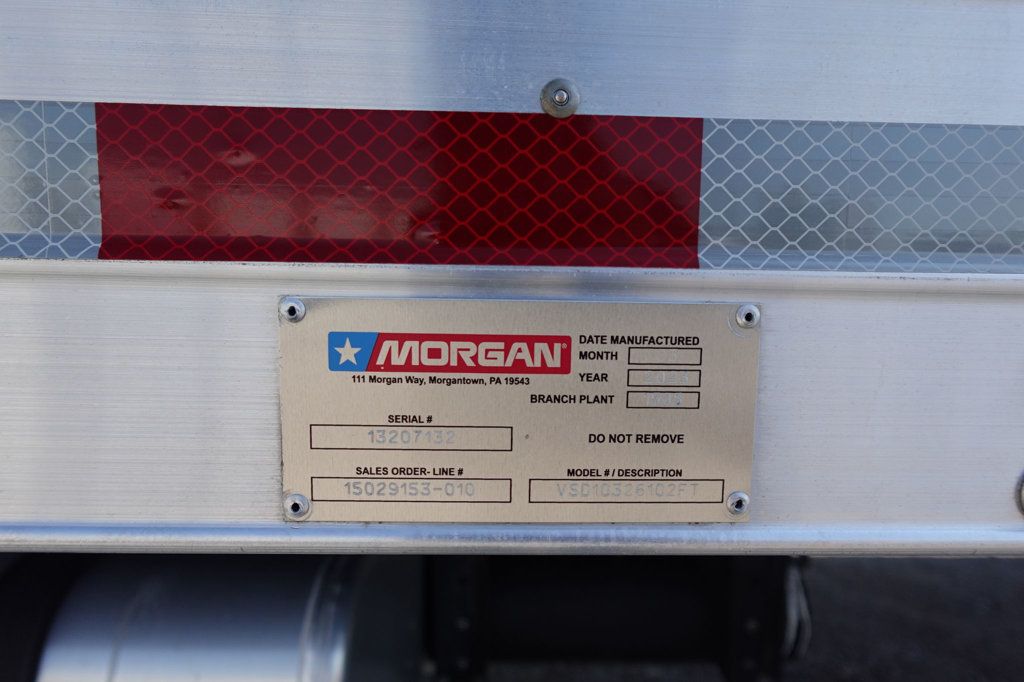 MORGAN®
111 Morgan Way, Morgantown, PA 19543
DATE MANUFACTURED
MONTH
YEAR
BRANCH PLANT
SERIAL #
13207132
DO NOT REMOVE
SALES ORDER- LINE #
15029153-010
MODEL # / DESCRIPTION
VSD10326102FT